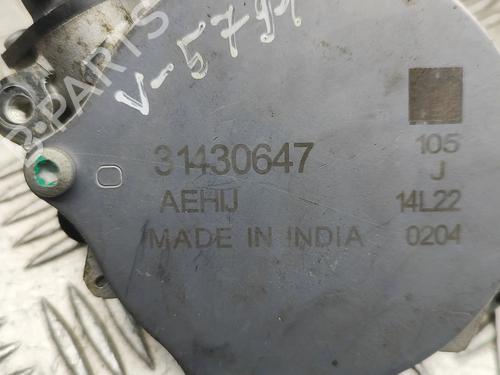 V-5791
31430647
105
J
AEHIJ
14L22
MADE IN INDIA
0204